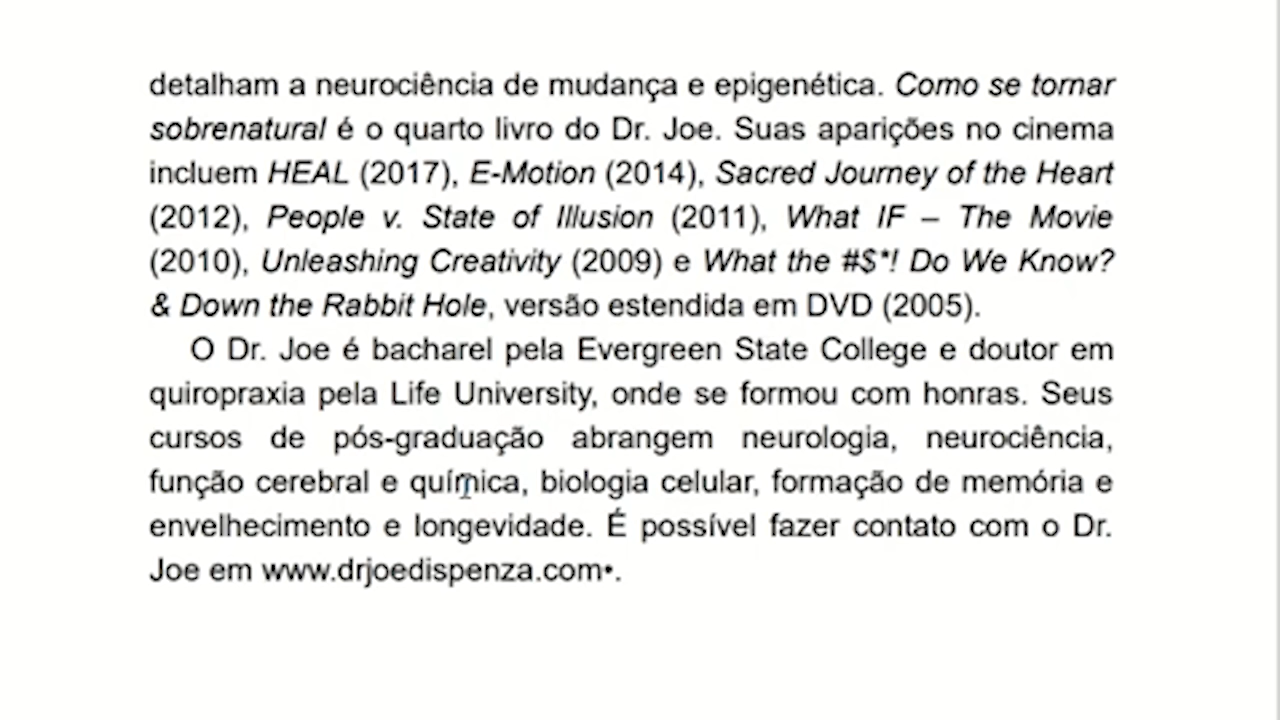 detalham a neurociência de mudança e epigenética. Como se tornar
sobrenatural é o quarto livro do Dr. Joe. Suas aparições no cinema
incluem HEAL (2017), E-Motion (2014), Sacred Journey of the Heart
(2012), People v. State of Illusion (2011), What IF – The Movie
(2010), Unleashing Creativity (2009) e What the #$*! Do We Know?
& Down the Rabbit Hole, versão estendida em DVD (2005).
O Dr. Joe é bacharel pela Evergreen State College e doutor em
quiropraxia pela Life University, onde se formou com honras. Seus
cursos de pós-graduação abrangem neurologia, neurociência,
função cerebral e química, biologia celular, formação de memória e
envelhecimento e longevidade. É possível fazer contato com o Dr.
Joe em www.drjoedispenza.com•.